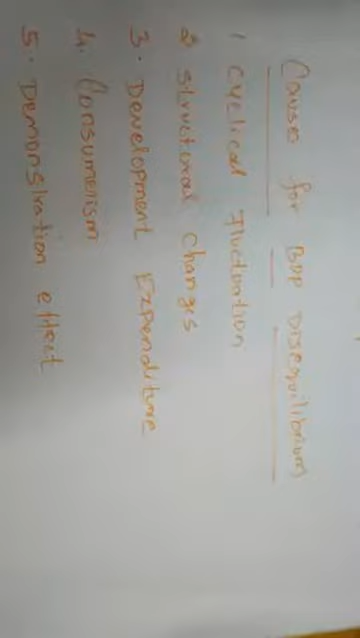 Causes for BOP Disequilibrium
1 Cyclical Fluctuation
2 Structural Changes
3. Development Expenditure
4. Consumerism
5. Demonstration effect